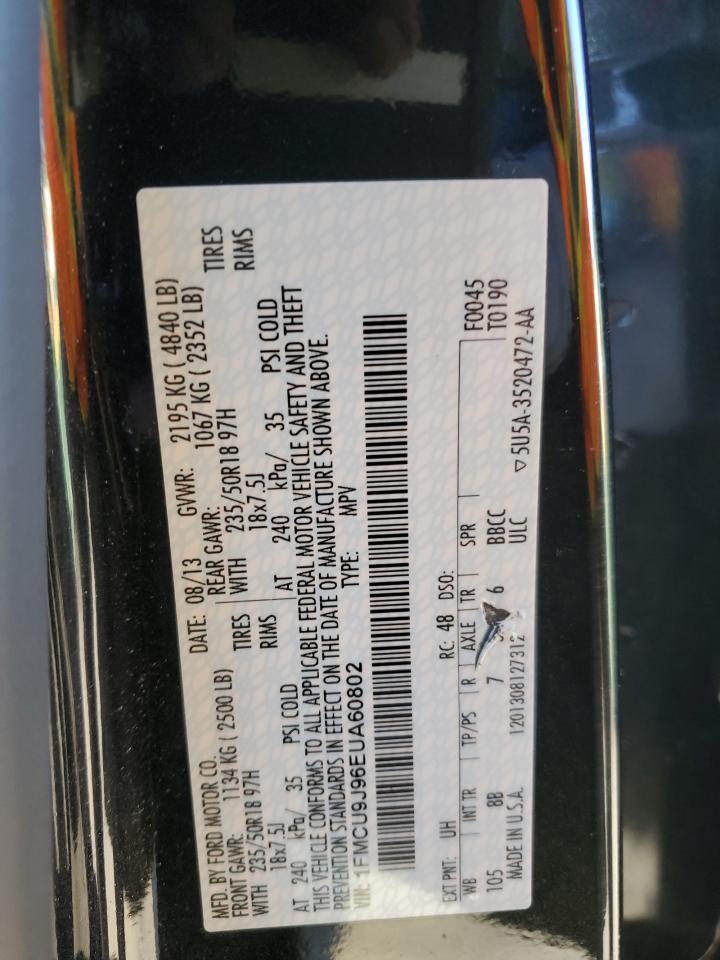 MFD. BY FORD MOTOR CO. DATE: 08/13 GVWR: 2195 KG ( 4840 LB)
FRONT GAWR: 1134 KG ( 2500 LB) REAR GAWR: 1067 KG ( 2352 LB)
WITH 235/50R18 97H TIRES WITH 235/50R18 97H TIRES
18x7.5J RIMS 18x7.5J RIMS
AT 240 kPa/ 35 PSI COLD AT 240 kPa/ 35 PSI COLD
THIS VEHICLE CONFORMS TO ALL APPLICABLE FEDERAL MOTOR VEHICLE SAFETY AND THEFT
PREVENTION STANDARDS IN EFFECT ON THE DATE OF MANUFACTURE SHOWN ABOVE.
VIN: 1FMCU9J96EUA60802 TYPE: MPV
EXT PNT: UH RC: 48 DSO: F0045
WB INT TR TP/PS R AXLE TR SPR T0190
105 8B 7 6 BBCC
MADE IN U.S.A. ULC
▽5U5A-3520472-AA